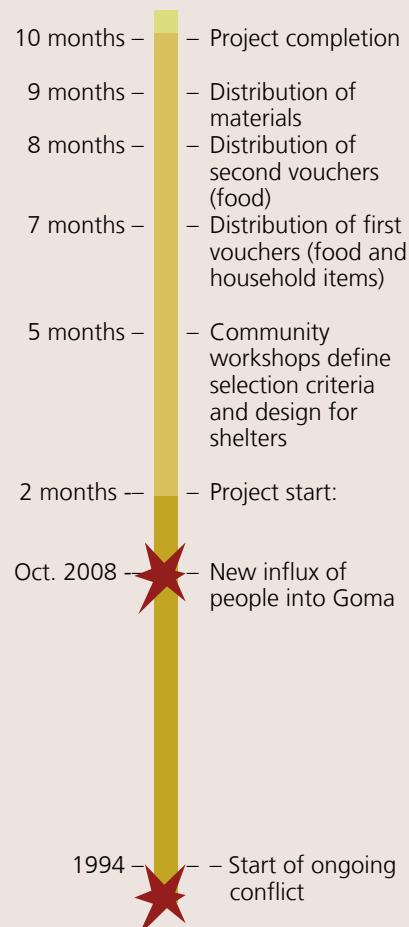 10 months – – Project completion
9 months – – Distribution of
materials
8 months – – Distribution of
second vouchers
(food)
7 months – – Distribution of first
vouchers (food and
household items)
5 months – – Community
workshops define
selection criteria
and design for
shelters
2 months -– – Project start:
Oct. 2008 -– – New influx of
people into Goma
1994 – – – Start of ongoing
conflict